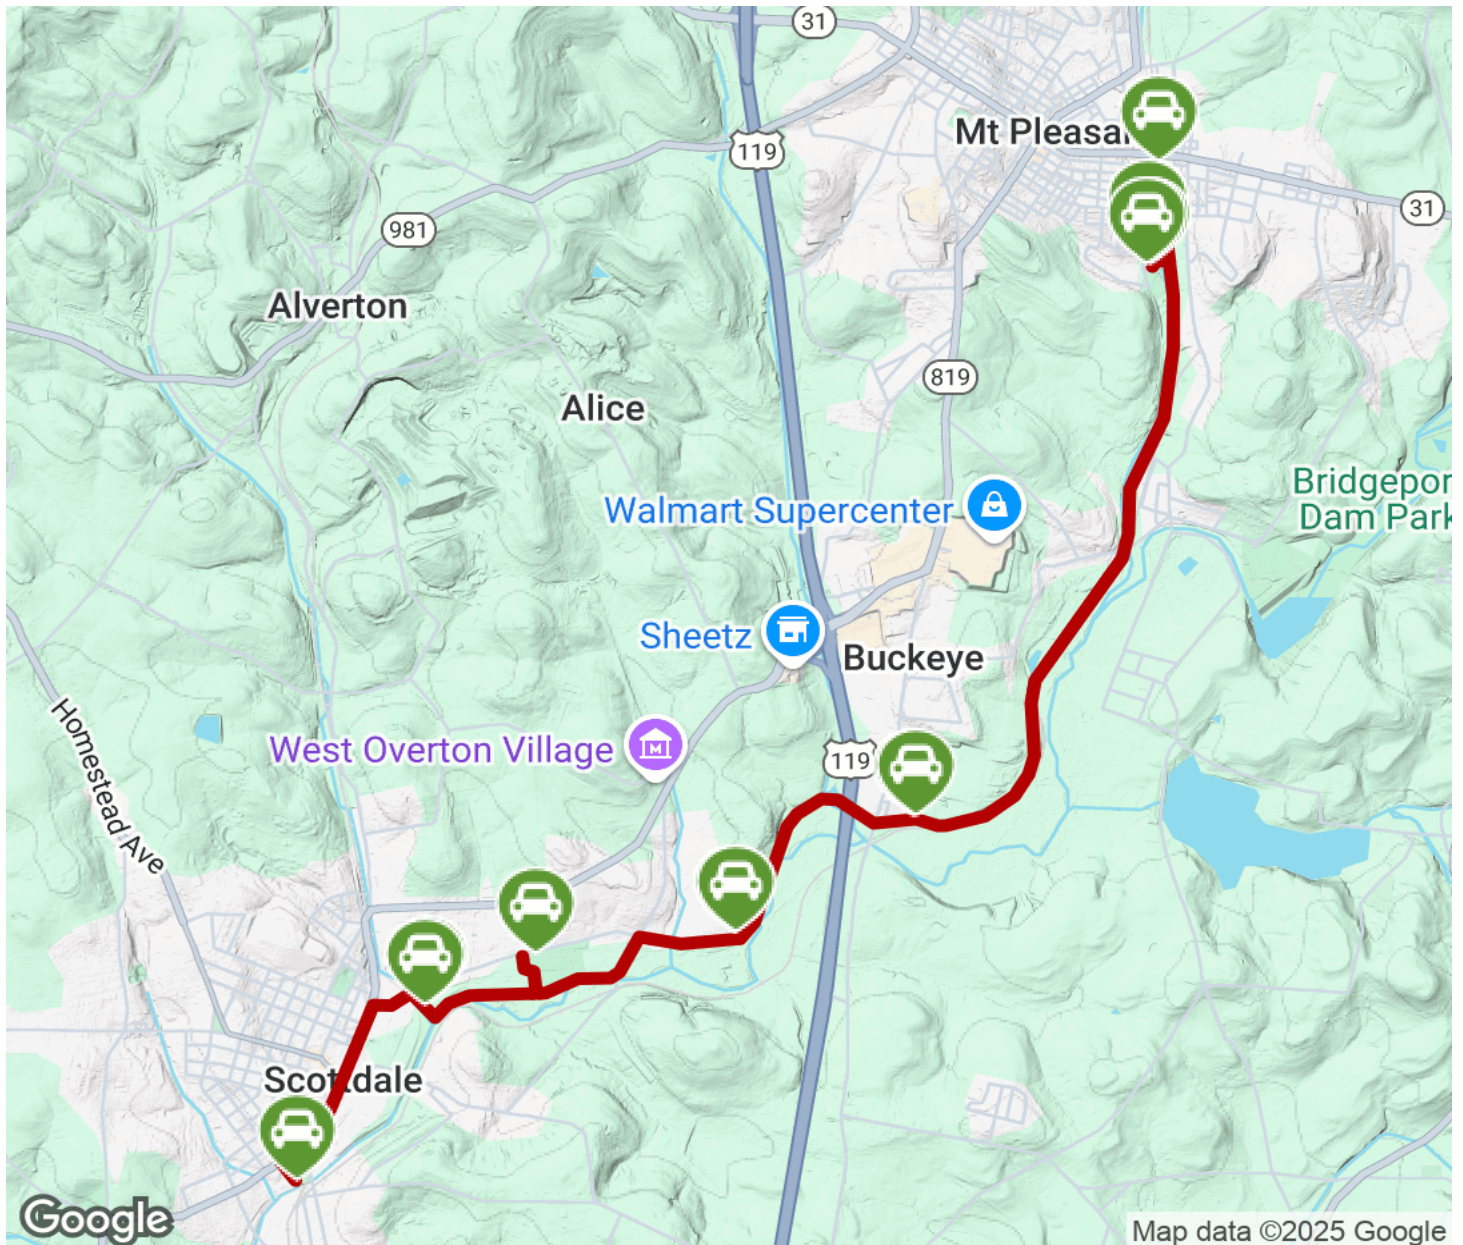 31
119
Mt Pleasa
31
981
Alverton
819
Alice
Bridgepor
Dam Park
Walmart Supercenter
Sheetz
Buckeye
Homestead Ave
West Overton Village
M
119
Scottdale
Google
Map data ©2025 Google